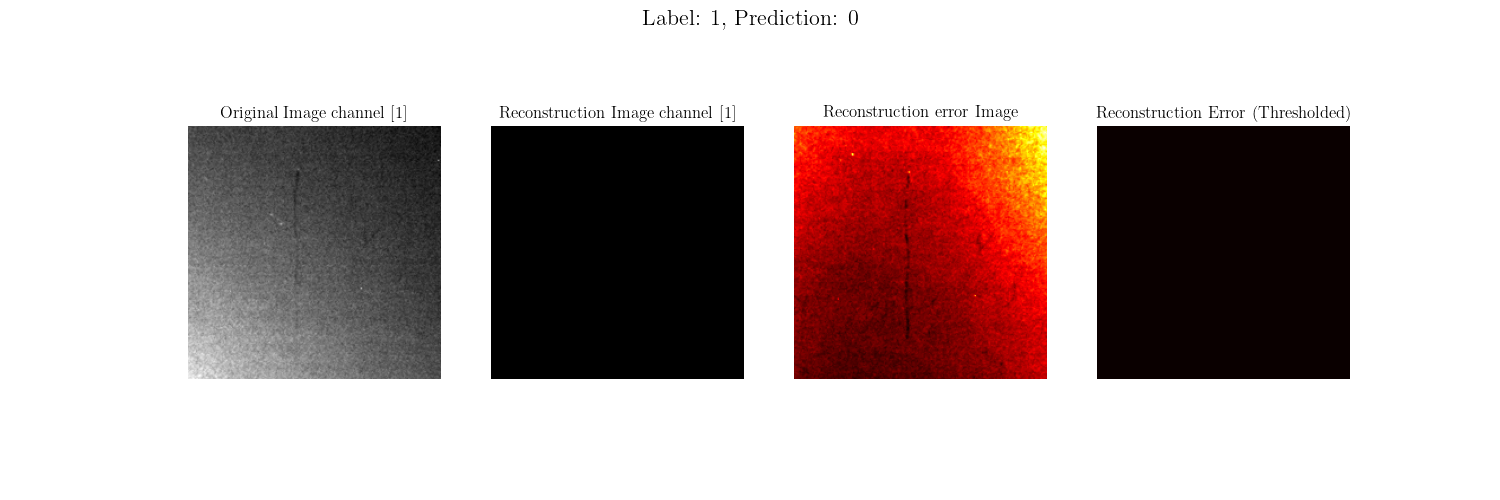 Label: 1, Prediction: 0
Original Image channel [1]
Reconstruction Image channel [1]
Reconstruction error Image
Reconstruction Error (Thresholded)